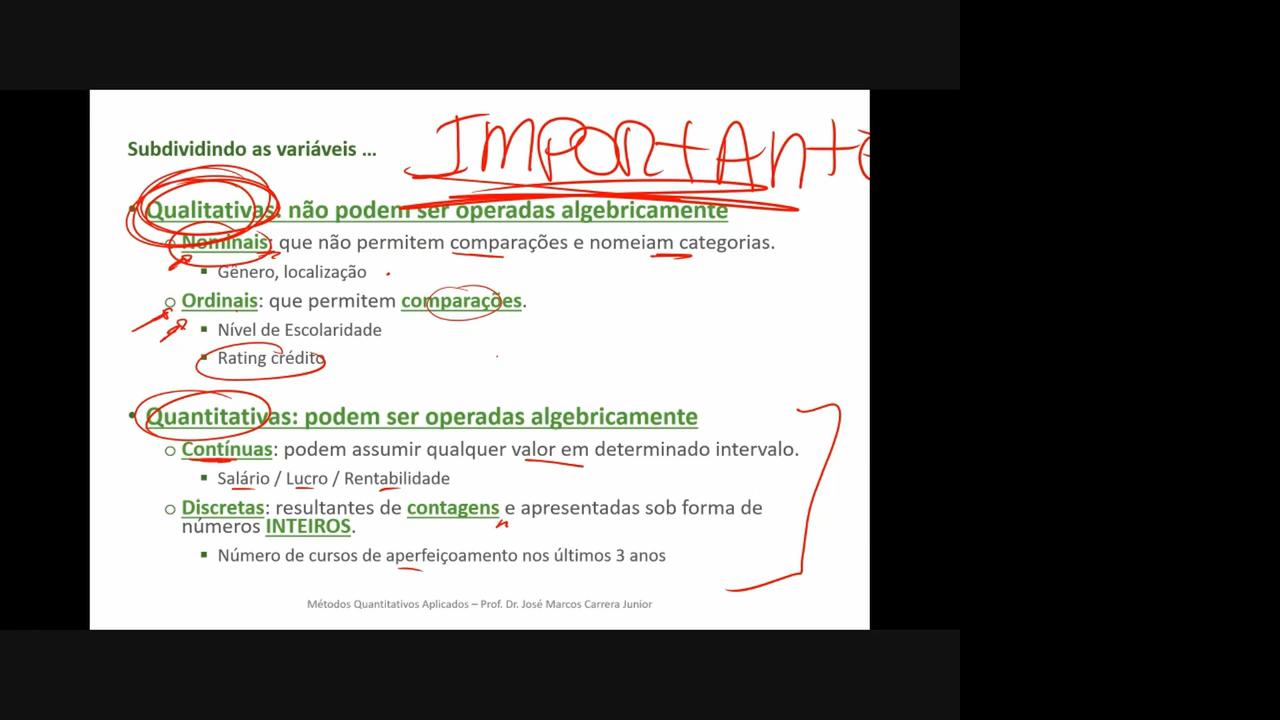 IMPORTANTE
Subdividindo as variáveis ...
• Qualitativas: não podem ser operadas algebricamente
o Nominais: que não permitem comparações e nomeiam categorias.
▪ Gênero, localização
o Ordinais: que permitem comparações.
▪ Nível de Escolaridade
▪ Rating crédito
• Quantitativas: podem ser operadas algebricamente
o Contínuas: podem assumir qualquer valor em determinado intervalo.
▪ Salário / Lucro / Rentabilidade
o Discretas: resultantes de contagens e apresentadas sob forma de
números INTEIROS.
▪ Número de cursos de aperfeiçoamento nos últimos 3 anos
Métodos Quantitativos Aplicados – Prof. Dr. José Marcos Carrera Junior